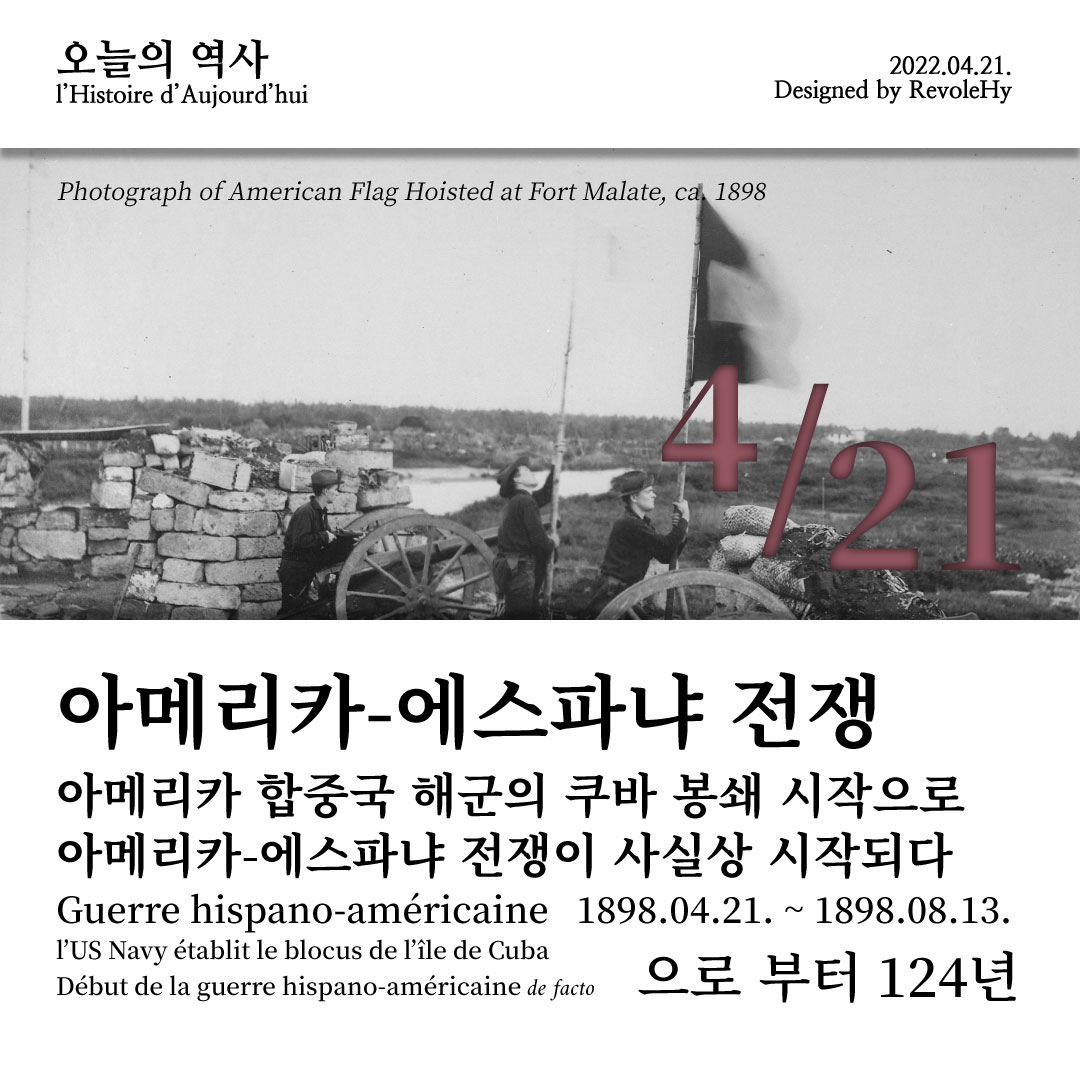 오늘의 역사
l’Histoire d’Aujourd’hui
2022.04.21.
Designed by RevoleHy
Photograph of American Flag Hoisted at Fort Malate, ca. 1898
4/21
아메리카-에스파냐 전쟁
아메리카 합중국 해군의 쿠바 봉쇄 시작으로
아메리카-에스파냐 전쟁이 사실상 시작되다
Guerre hispano-américaine 1898.04.21. ~ 1898.08.13.
l’US Navy établit le blocus de l’île de Cuba
Début de la guerre hispano-américaine de facto
으로 부터 124년